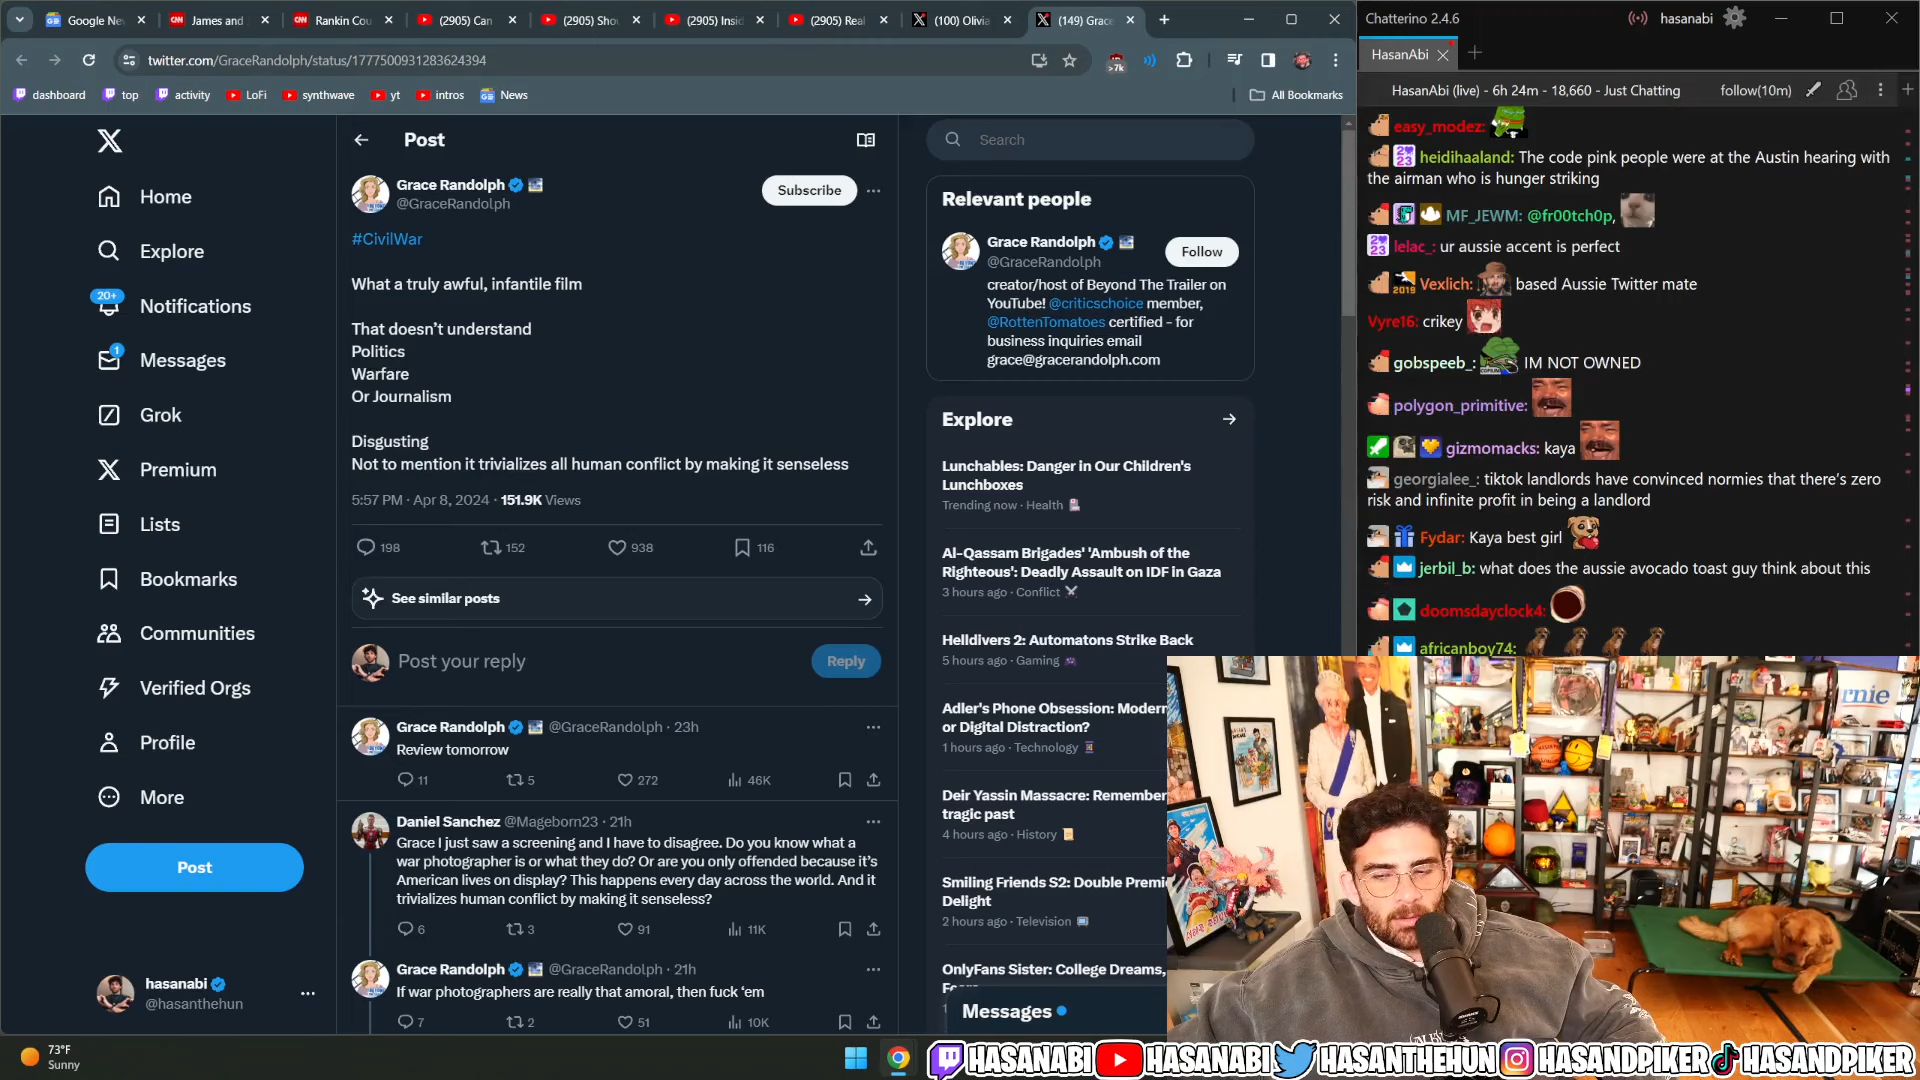 Google Ne
James and
Rankin Cou
(2905) Can
(2905) Sho
(2905) Insid
(2905) Real
(100) Olivia
(149) Grace
twitter.com/GraceRandolph/status/1777500931283624394
>7k
dashboard
top
activity
LoFi
synthwave
yt
intros
News
All Bookmarks
Home
Explore
20+
Notifications
1
Messages
Grok
Premium
Lists
Bookmarks
Communities
Verified Orgs
Profile
More
Post
hasanabi
@hasanthehun
Post
Grace Randolph
@GraceRandolph
Subscribe
#CivilWar
What a truly awful, infantile film
That doesn't understand
Politics
Warfare
Or Journalism
Disgusting
Not to mention it trivializes all human conflict by making it senseless
5:57 PM · Apr 8, 2024 · 151.9K Views
198 152 938 116
See similar posts
Post your reply
Reply
Grace Randolph @GraceRandolph · 23h
Review tomorrow
11 5 272 46K
Daniel Sanchez @Mageborn23 · 21h
Grace I just saw a screening and I have to disagree. Do you know what a
war photographer is or what they do? Or are you only offended because it's
American lives on display? This happens every day across the world. And it
trivializes human conflict by making it senseless?
6 3 91 11K
Grace Randolph @GraceRandolph · 21h
If war photographers are really that amoral, then fuck 'em
7 2 51 10K
Search
Relevant people
Grace Randolph
@GraceRandolph
Follow
creator/host of Beyond The Trailer on
YouTube! @criticschoice member,
@RottenTomatoes certified - for
business inquiries email
grace@gracerandolph.com
Explore
Lunchables: Danger in Our Children's
Lunchboxes
Trending now · Health
Al-Qassam Brigades' 'Ambush of the
Righteous': Deadly Assault on IDF in Gaza
3 hours ago · Conflict
Helldivers 2: Automatons Strike Back
5 hours ago · Gaming
Adler's Phone Obsession: Modern
or Digital Distraction?
1 hours ago · Technology
Deir Yassin Massacre: Remember
tragic past
4 hours ago · History
Smiling Friends S2: Double Premie
Delight
2 hours ago · Television
OnlyFans Sister: College Dreams,
Messages
Chatterino 2.4.6
hasanabi
HasanAbi
HasanAbi (live) - 6h 24m - 18,660 - Just Chatting
follow(10m)
easy_modez:
heidihaaland: The code pink people were at the Austin hearing with
the airman who is hunger striking
MF_JEWM: @fr00tch0p,
lelac_: ur aussie accent is perfect
2019 Vexlich: based Aussie Twitter mate
Vyre16: crikey
gobspeeb_: IM NOT OWNED
polygon_primitive:
gizmomacks: kaya
georgialee_: tiktok landlords have convinced normies that there's zero
risk and infinite profit in being a landlord
Fydar: Kaya best girl
jerbil_b: what does the aussie avocado toast guy think about this
doomsdayclock4:
africanboy74:
rnie
73°F
Sunny
HASANABI
HASANABI
HASANTHEHUN
HASANDPIKER
HASANDPIKER